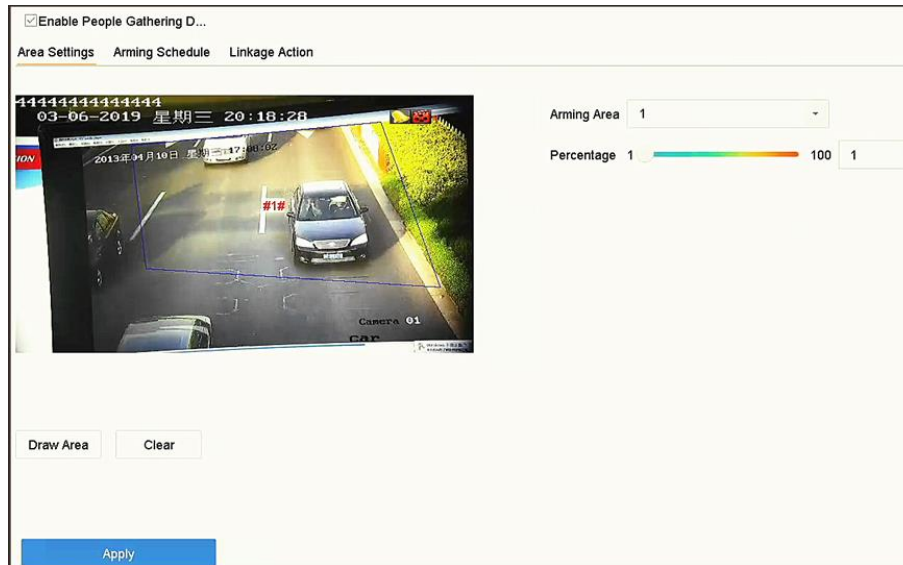 Enable People Gathering D...
Area Settings Arming Schedule Linkage Action
44444444444444
03-06-2019 星期三 20:18:28
ION
2013年04月10日 星期三 17:08:02
#1#
Camera 01
car
Arming Area 1
Percentage 1 100 1
Draw Area Clear
Apply